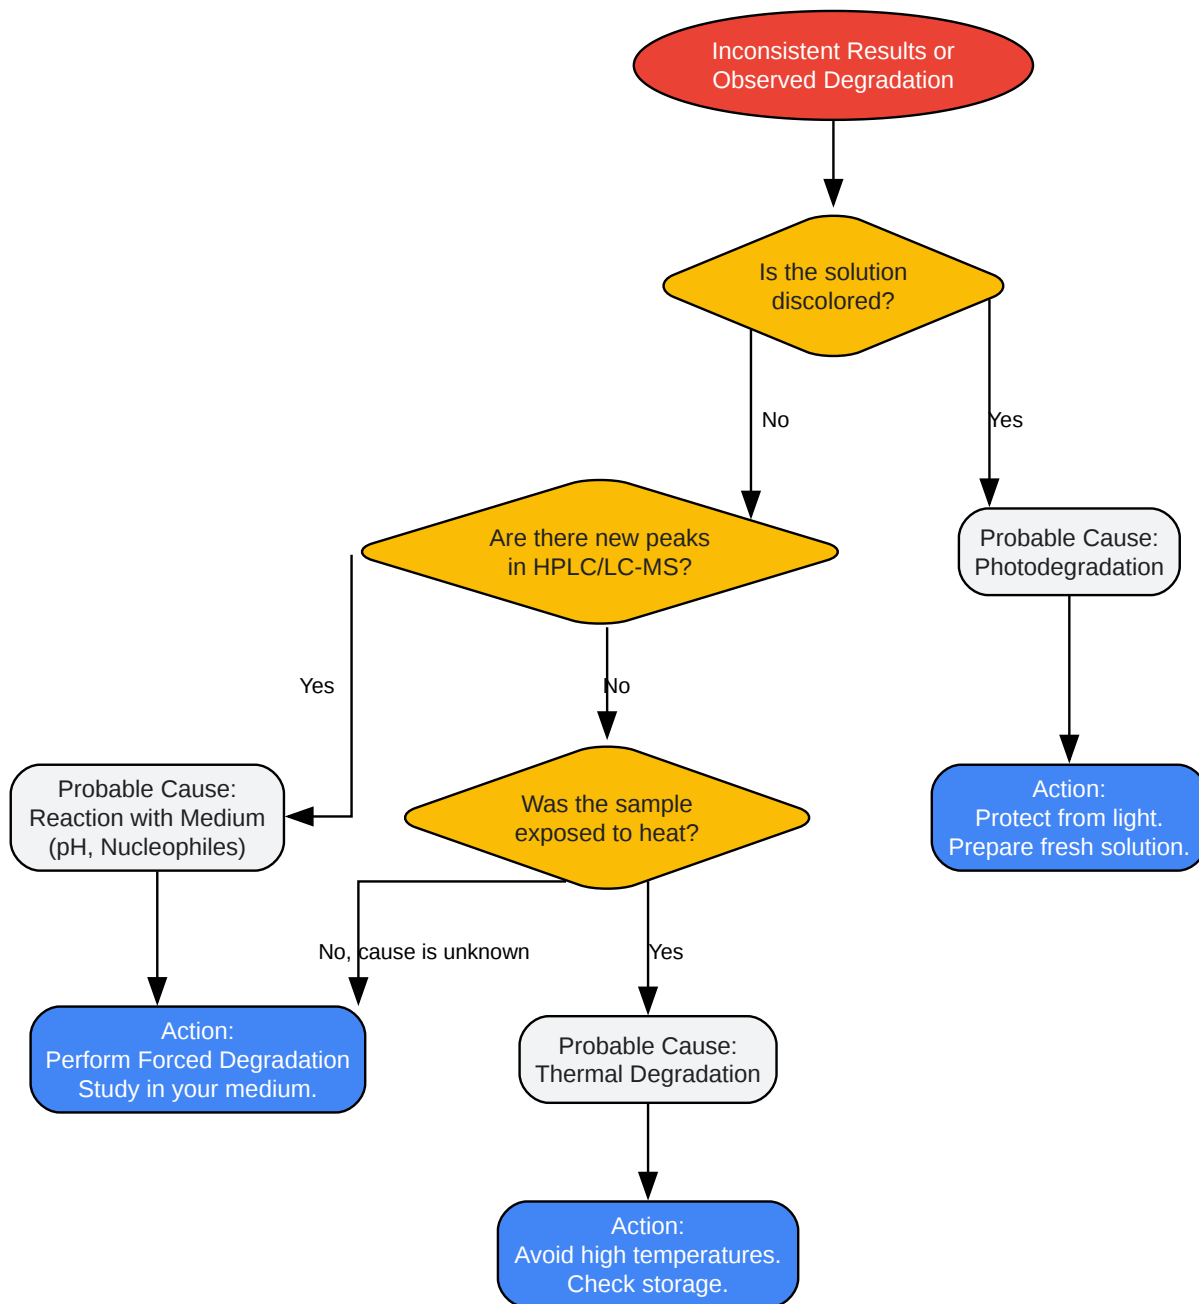 Inconsistent Results or
Observed Degradation
Is the solution
discolored?
No
Yes
Are there new peaks
in HPLC/LC-MS?
Probable Cause:
Photodegradation
Yes
No
Probable Cause:
Reaction with Medium
(pH, Nucleophiles)
Was the sample
exposed to heat?
Action:
Protect from light.
Prepare fresh solution.
No, cause is unknown
Yes
Action:
Perform Forced Degradation
Study in your medium.
Probable Cause:
Thermal Degradation
Action:
Avoid high temperatures.
Check storage.